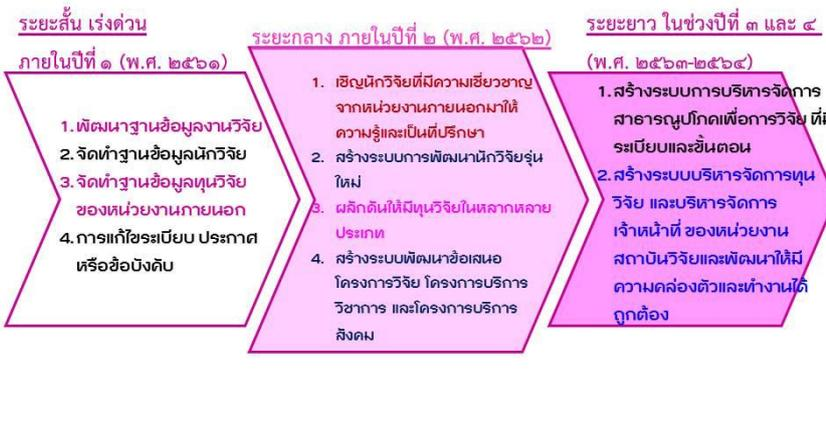 ระยะสั้น เร่งด่วน
ภายในปีที่ ๑ (พ.ศ. ๒๕๖๑)
1. พัฒนาฐานข้อมูลงานวิจัย
2. จัดทำฐานข้อมูลนักวิจัย
3. จัดทำฐานข้อมูลทุนวิจัย
ของหน่วยงานภายนอก
4. การแก้ไขระเบียบ ประกาศ
หรือข้อบังคับ
ระยะกลาง ภายในปีที่ ๒ (พ.ศ. ๒๕๖๒)
1. เชิญนักวิจัยที่มีความเชี่ยวชาญ
จากหน่วยงานภายนอกมาให้
ความรู้และเป็นที่ปรึกษา
2. สร้างระบบการพัฒนานักวิจัยรุ่น
ใหม่
3. ผลักดันให้มีทุนวิจัยในหลากหลาย
ประเภท
4. สร้างระบบพัฒนาข้อเสนอ
โครงการวิจัย โครงการบริการ
วิชาการ และโครงการบริการ
สังคม
ระยะยาว ในช่วงปีที่ ๓ และ ๔
(พ.ศ. ๒๕๖๓-๒๕๖๔)
1. สร้างระบบการบริหารจัดการ
สาธารณูปโภคเพื่อการวิจัย
ระเบียบและขั้นตอน
2. สร้างระบบบริหารจัดการทุน
วิจัย และบริหารจัดการ
เจ้าหน้าที่ ของหน่วยงาน
สถาบันวิจัยและพัฒนาให้มี
ความคล่องตัวและทำงานได้
ถูกต้อง